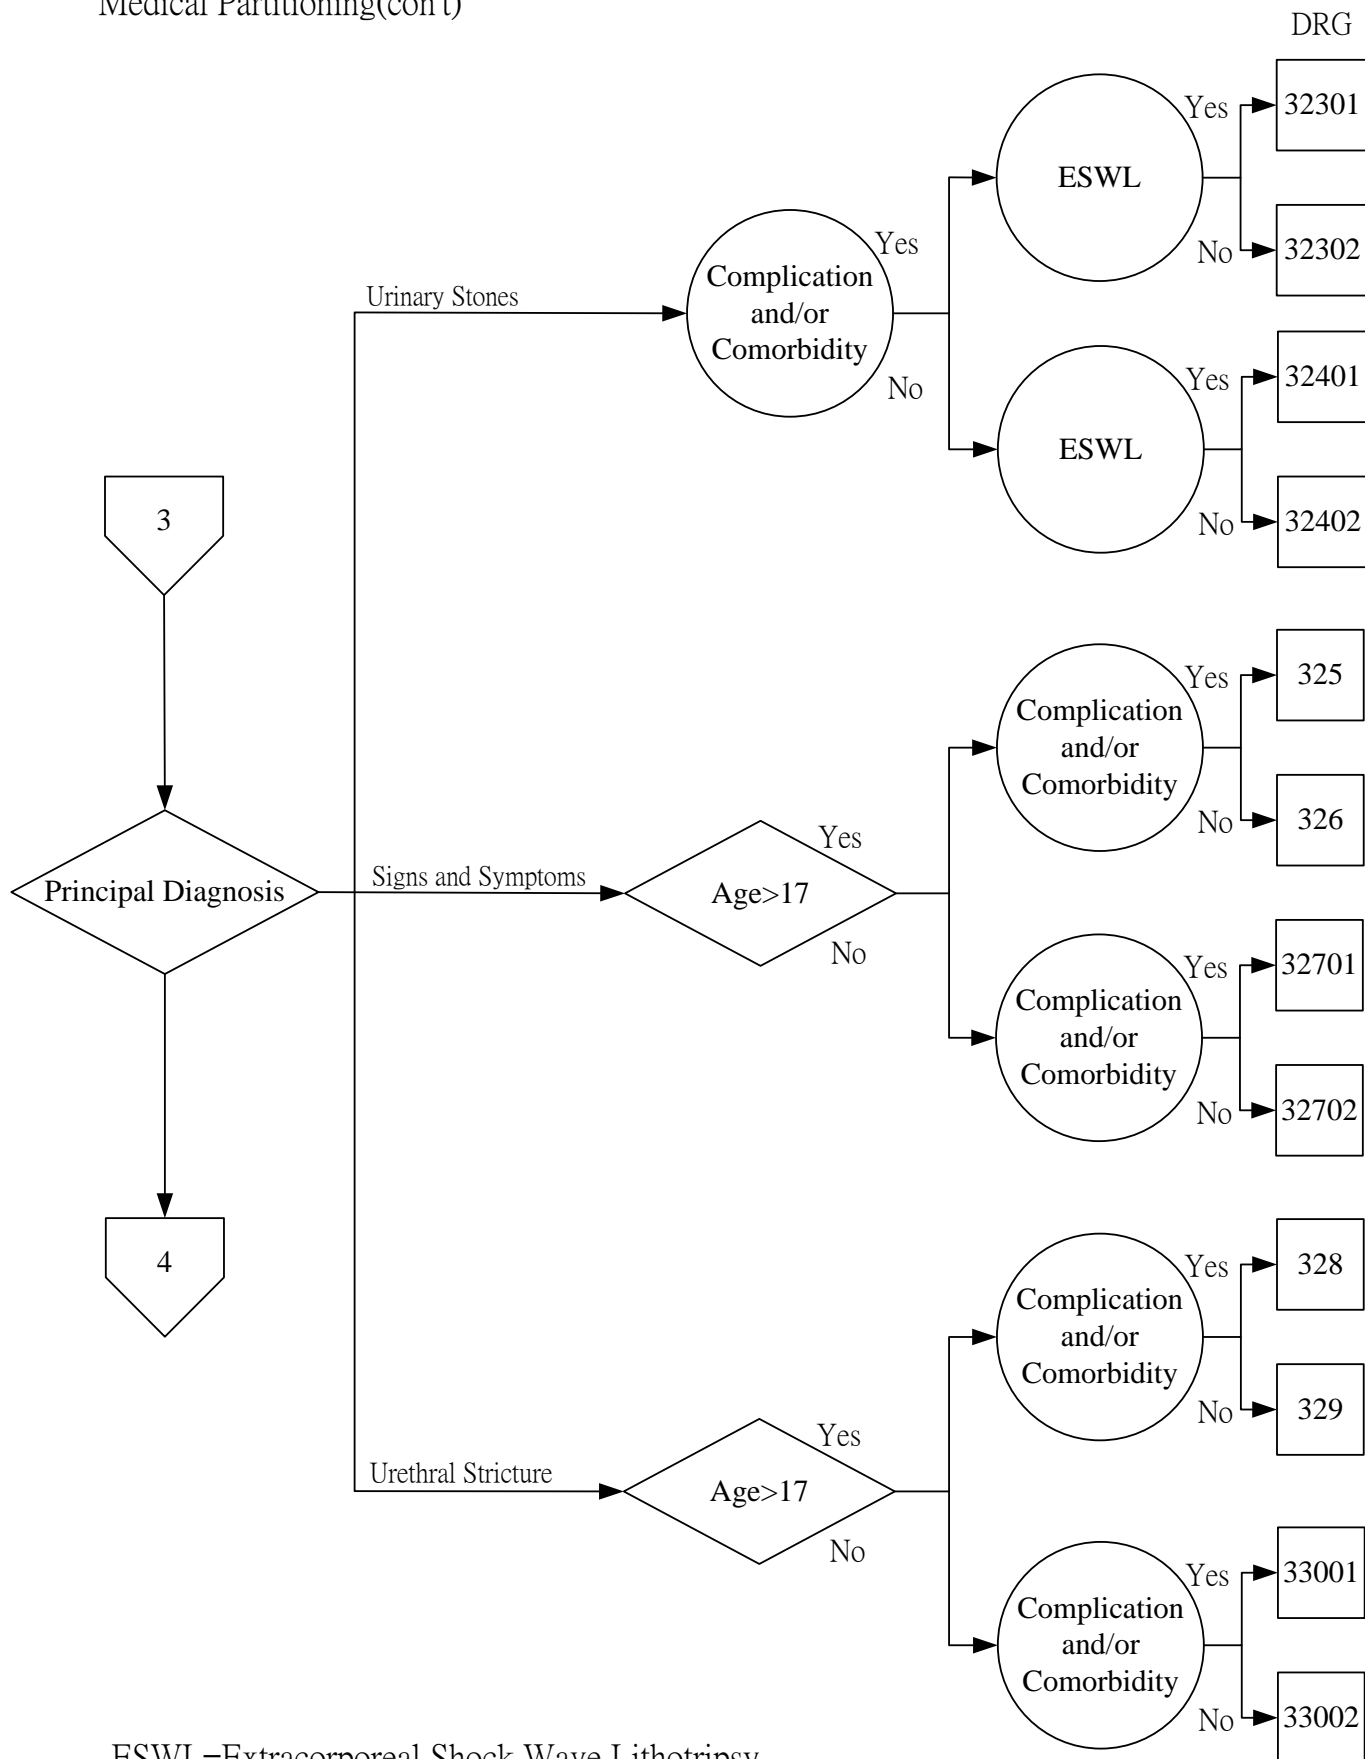 Medical Partitioning(con't)
DRG
Yes
32301
ESWL
No
32302
Urinary Stones
Complication
and/or
Comorbidity
Yes
No
Yes
32401
ESWL
No
32402
3
Principal Diagnosis
4
Signs and Symptoms
Age>17
Yes
No
Complication
and/or
Comorbidity
Yes
325
No
326
Complication
and/or
Comorbidity
Yes
32701
No
32702
Urethral Stricture
Age>17
Yes
No
Complication
and/or
Comorbidity
Yes
328
No
329
Complication
and/or
Comorbidity
Yes
33001
No
33002
ESWL=Extracorporeal Shock Wave Lithotripsy